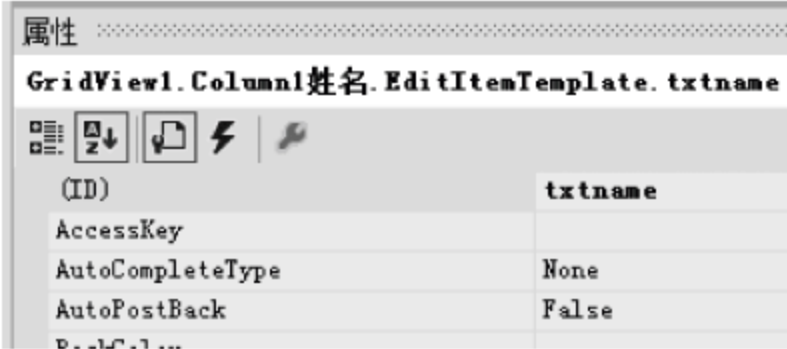 属性
GridView1.Column1姓名.EditItemTemplate.txtname
(ID) txtname
AccessKey
AutoCompleteType None
AutoPostBack False
BackColor